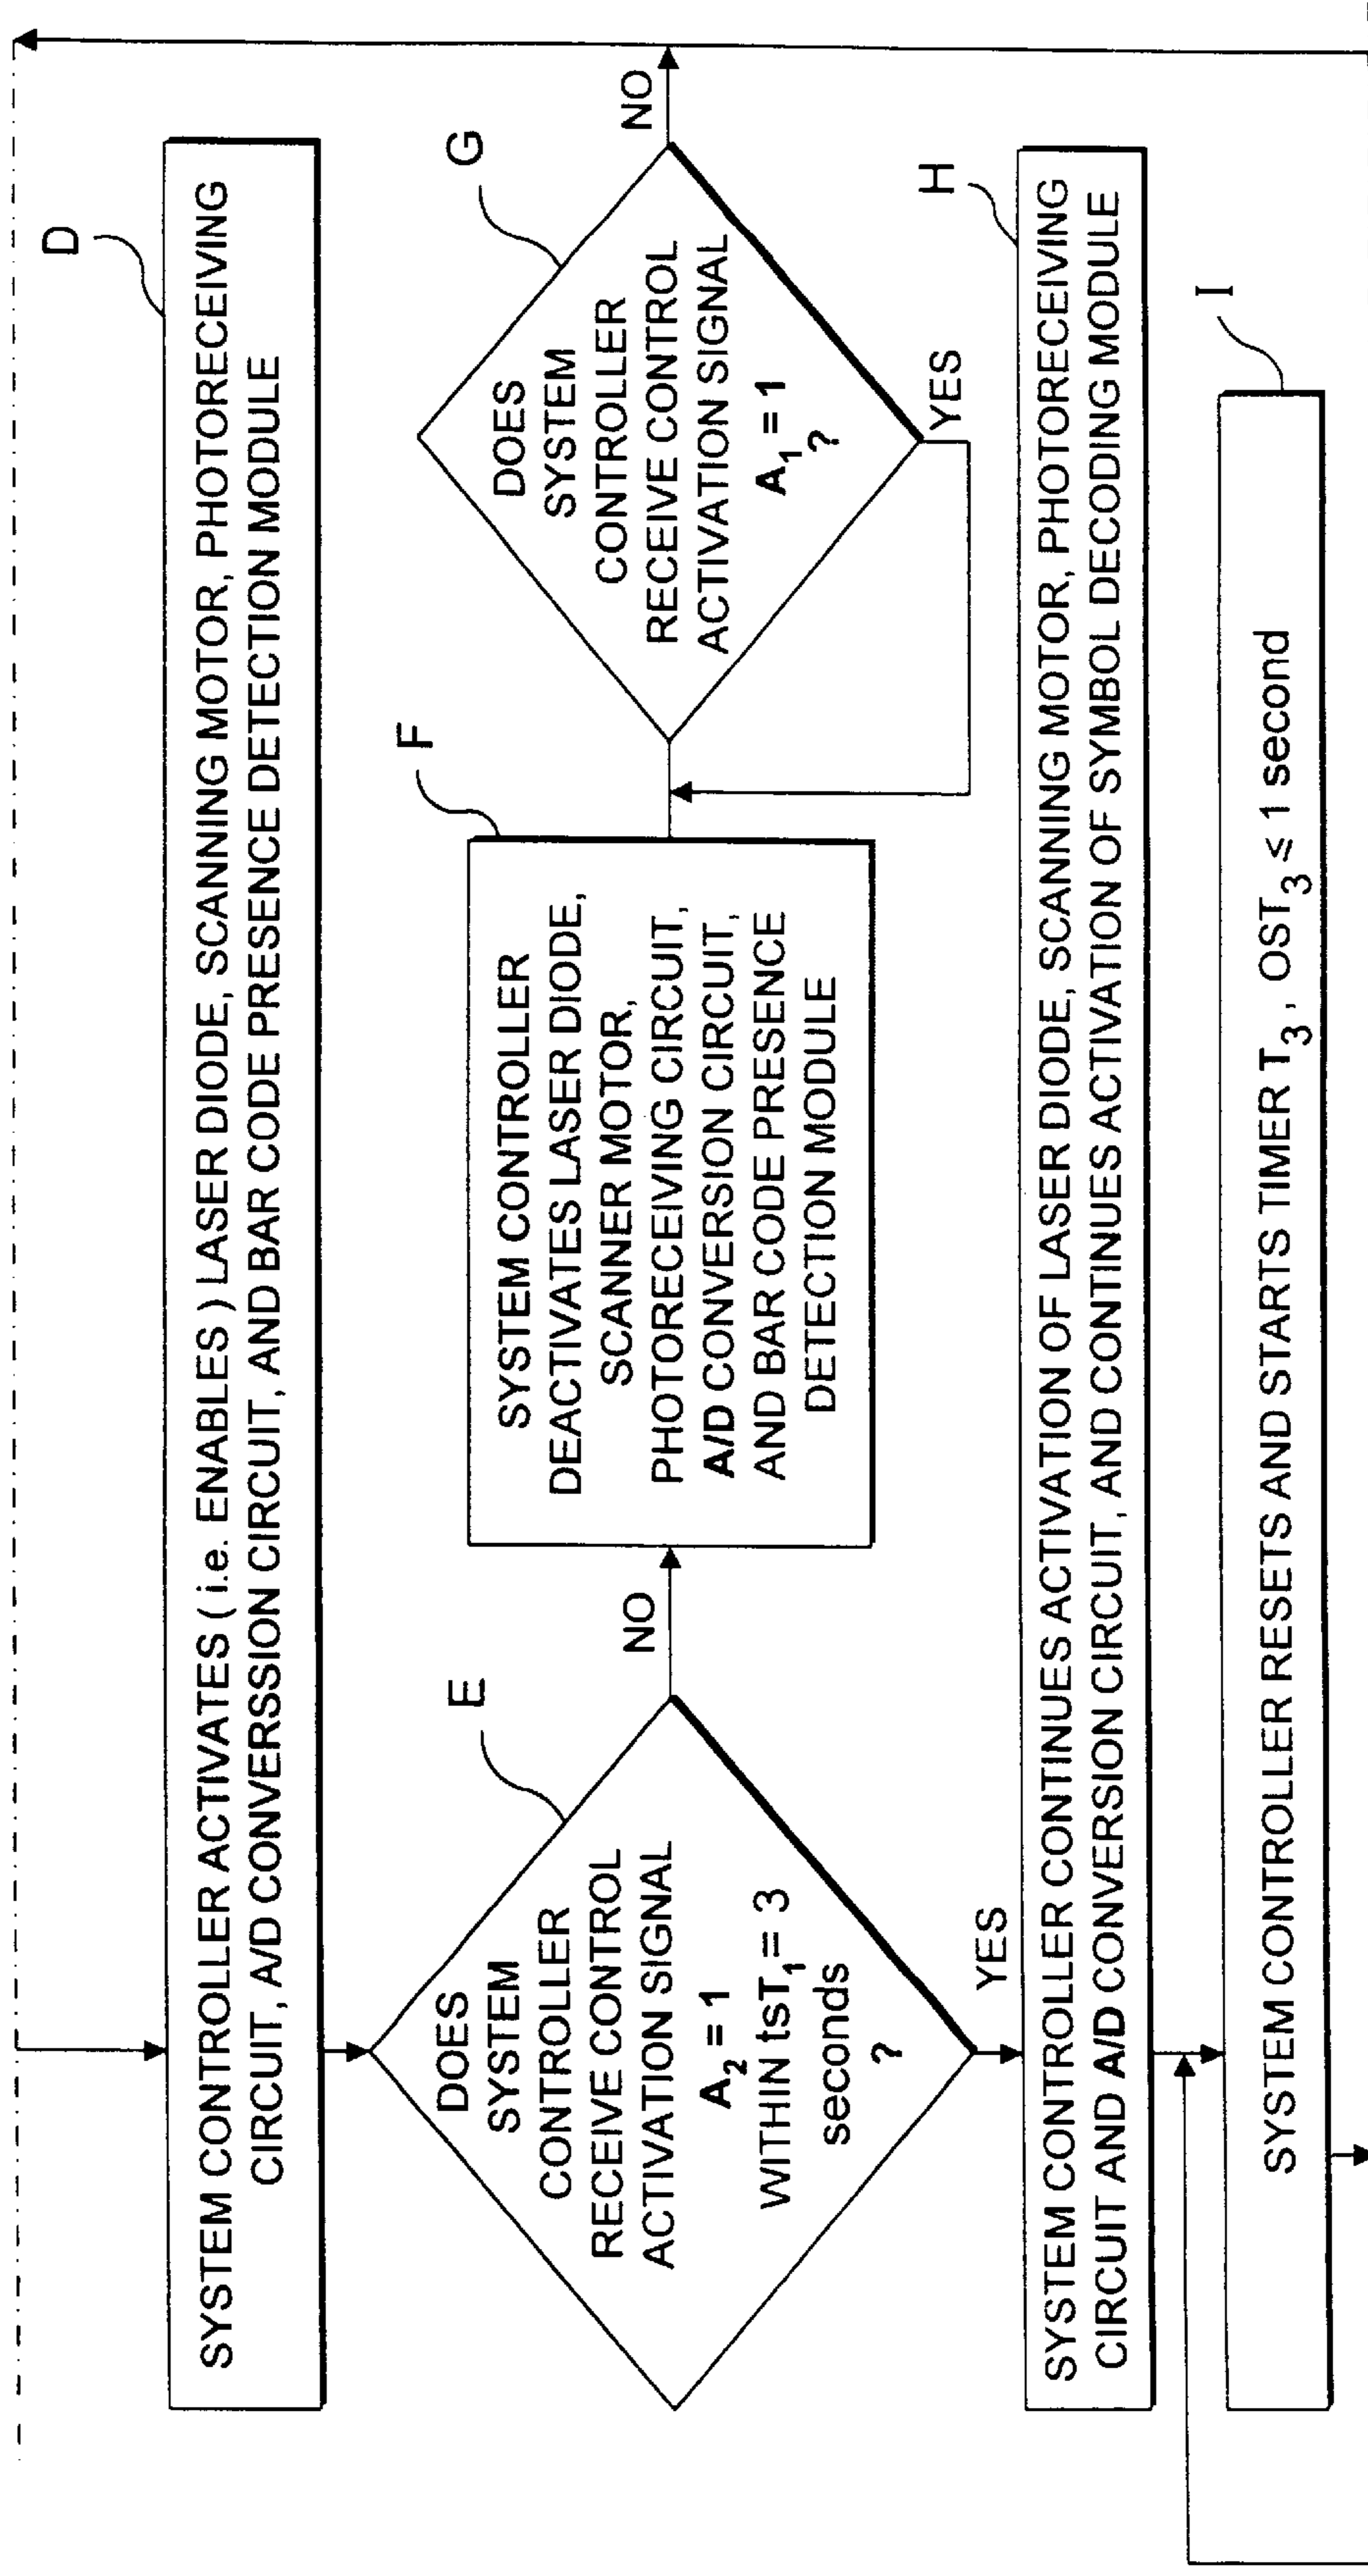 D
SYSTEM CONTROLLER ACTIVATES ( i.e. ENABLES ) LASER DIODE, SCANNING MOTOR, PHOTORECEIVING
CIRCUIT, A/D CONVERSSION CIRCUIT, AND BAR CODE PRESENCE DETECTION MODULE
E
DOES
SYSTEM
CONTROLLER
RECEIVE CONTROL
ACTIVATION SIGNAL
A₂ = 1
WITHIN tsT₁ = 3
seconds
?
NO
YES
F
SYSTEM CONTROLLER
DEACTIVATES LASER DIODE,
SCANNER MOTOR,
PHOTORECEIVING CIRCUIT,
A/D CONVERSION CIRCUIT,
AND BAR CODE PRESENCE
DETECTION MODULE
G
DOES
SYSTEM
CONTROLLER
RECEIVE CONTROL
ACTIVATION SIGNAL
A₁ = 1
?
NO
YES
H
SYSTEM CONTROLLER CONTINUES ACTIVATION OF LASER DIODE, SCANNING MOTOR, PHOTORECEIVING
CIRCUIT AND A/D CONVERSION CIRCUIT, AND CONTINUES ACTIVATION OF SYMBOL DECODING MODULE
I
SYSTEM CONTROLLER RESETS AND STARTS TIMER T₃ , OST₃ ≤ 1 second